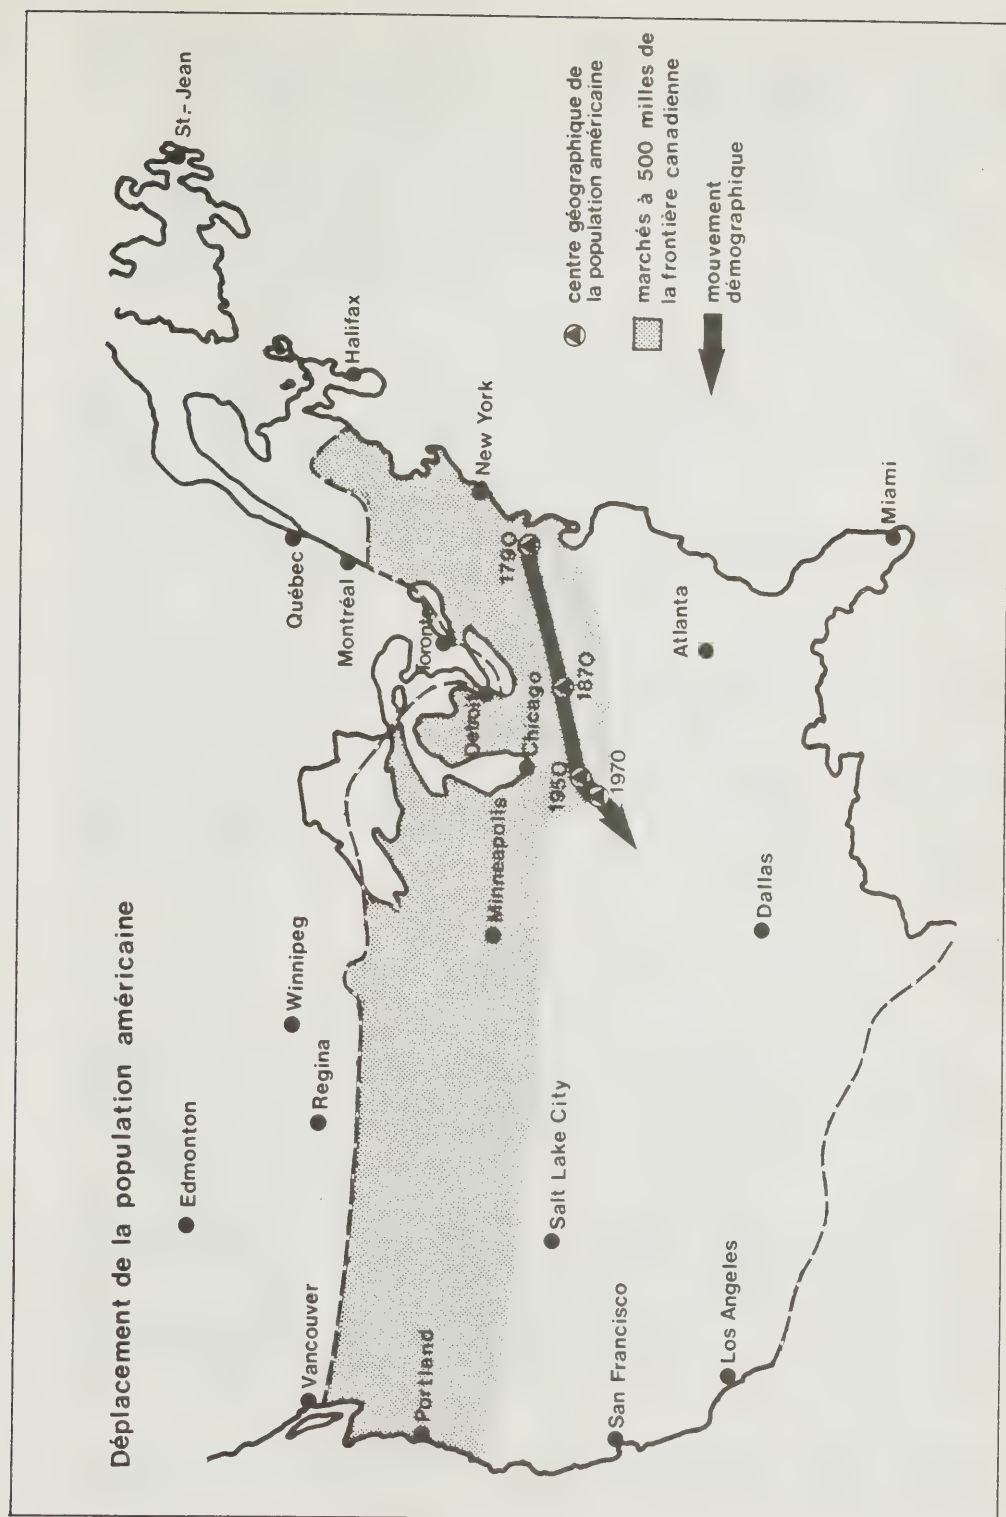 Déplacement de la population américaine
Edmonton
Vancouver
Winnipeg
Regina
Québec
Montréal
St.-Jean
Halifax
Toronto
Detroit
Chicago
Minneapolis
New York
Portland
Salt Lake City
San Francisco
Los Angeles
Dallas
Atlanta
Miami
1790
1870
1950
1970
centre géographique de
la population américaine
marchés à 500 milles de
la frontière canadienne
mouvement
démographique